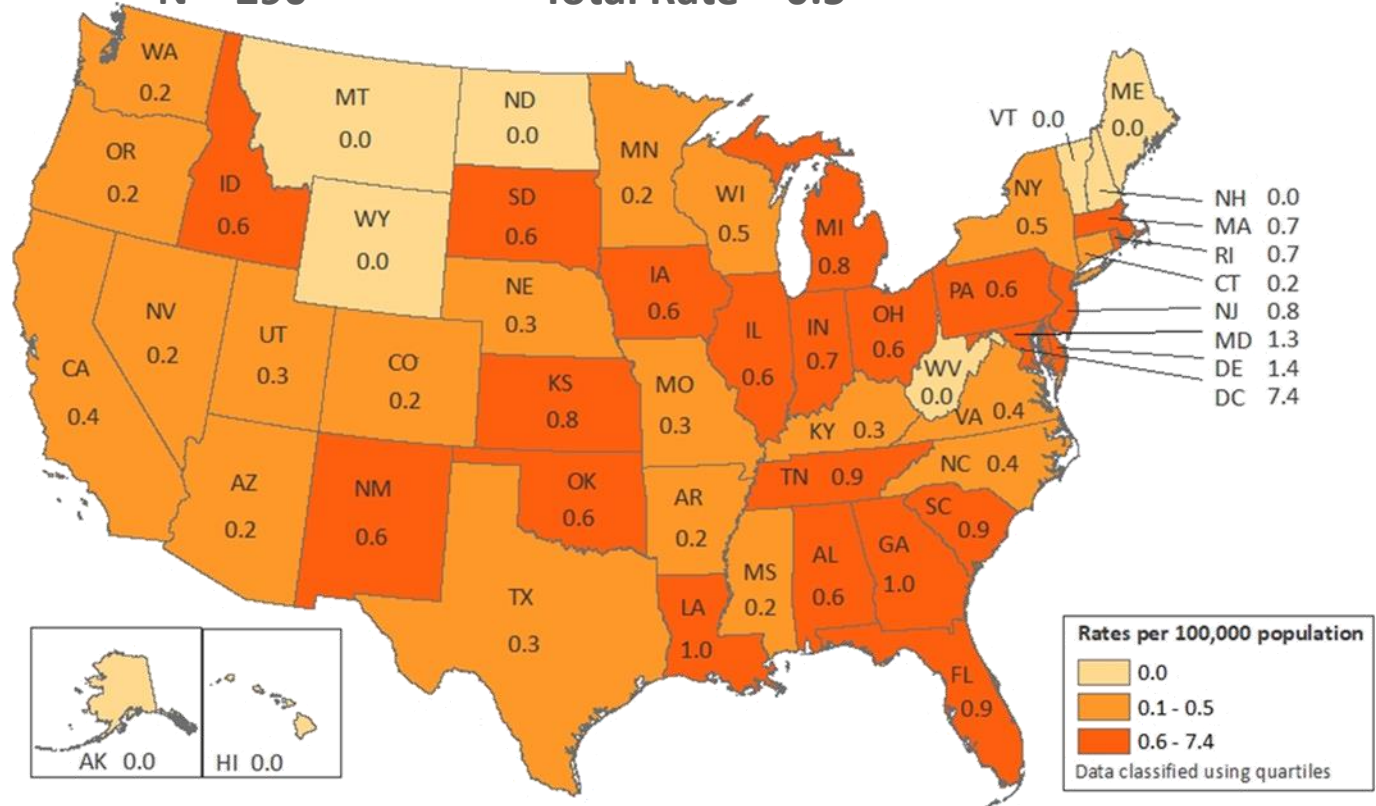 N
Total Rate
WA
0.2
MT
0.0
ND
0.0
MN
0.2
VT 0.0
ME
0.0
OR
0.2
ID
0.6
SD
0.6
WI
0.5
MI
0.8
NY
0.5
NH 0.0
MA 0.7
RI 0.7
CT 0.2
NJ 0.8
MD 1.3
DE 1.4
DC 7.4
WY
0.0
NE
0.3
IA
0.6
PA 0.6
NV
0.2
UT
0.3
CO
0.2
IL
0.6
IN
0.7
OH
0.6
WV
0.0
VA 0.4
CA
0.4
KS
0.8
MO
0.3
KY 0.3
NC 0.4
TN 0.9
AZ
0.2
NM
0.6
OK
0.6
AR
0.2
SC
0.9
MS
0.2
AL
0.6
GA
1.0
TX
0.3
LA
1.0
FL
0.9
AK 0.0
HI 0.0
Rates per 100,000 population
0.0
0.1 - 0.5
0.6 - 7.4
Data classified using quartiles